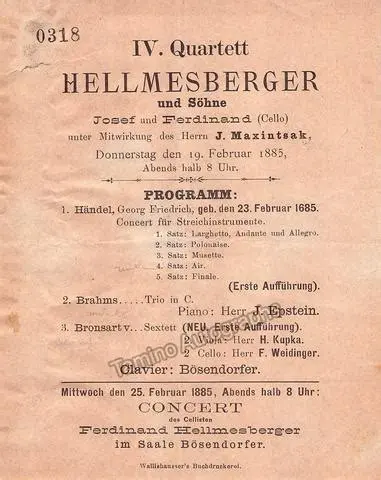 0318
IV. Quartett
HELLMESBERGER
und Söhne
Josef und Ferdinand (Cello)
unter Mitwirkung des Herrn J. Maxintsak,
Donnerstag den 19. Februar 1885,
Abends halb 8 Uhr.
PROGRAMM:
1. Händel, Georg Friedrich, geb. den 23. Februar 1685.
Concert für Streichinstrumente.
1. Satz: Larghetto, Andante und Allegro.
2. Satz: Polonaise.
3. Satz: Musette.
4. Satz: Air.
5. Satz: Finale.
(Erste Aufführung).
2. Brahms.....Trio in C.
Piano: Herr J. Epstein.
3. Bronsart v...Sextett (NEU, Erste Aufführung).
2. Viola: Herr H. Kupka.
2 Cello: Herr F. Weidinger.
Tamino Autographs
Clavier: Bösendorfer.
Mittwoch den 25. Februar 1885, Abends halb 8 Uhr:
CONCERT
des Cellisten
Ferdinand Hellmesberger
im Saale Bösendorfer.
Wallishausser's Buchdruckerei.